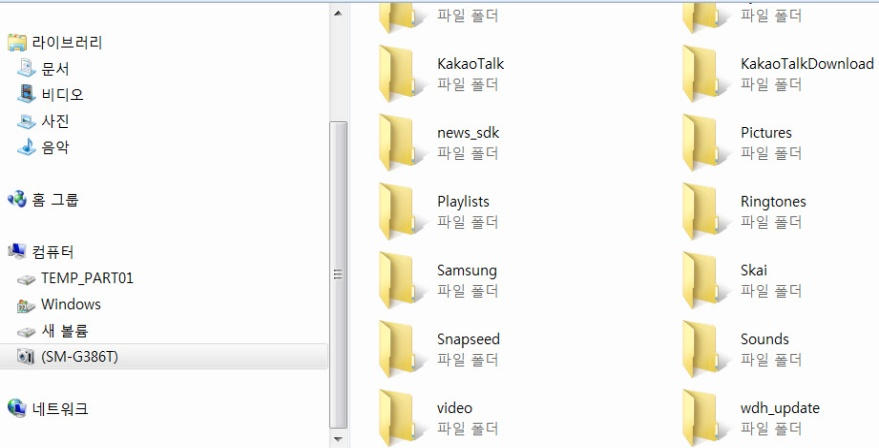 라이브러리
문서
비디오
사진
음악
홈 그룹
컴퓨터
TEMP_PART01
Windows
새 볼륨
(SM-G386T)
네트워크
파일 폴더
파일 폴더
KakaoTalk
KakaoTalkDownload
파일 폴더
파일 폴더
news_sdk
Pictures
파일 폴더
파일 폴더
Playlists
Ringtones
파일 폴더
파일 폴더
Samsung
Skai
파일 폴더
파일 폴더
Snapseed
Sounds
파일 폴더
파일 폴더
video
wdh_update
파일 폴더
파일 폴더